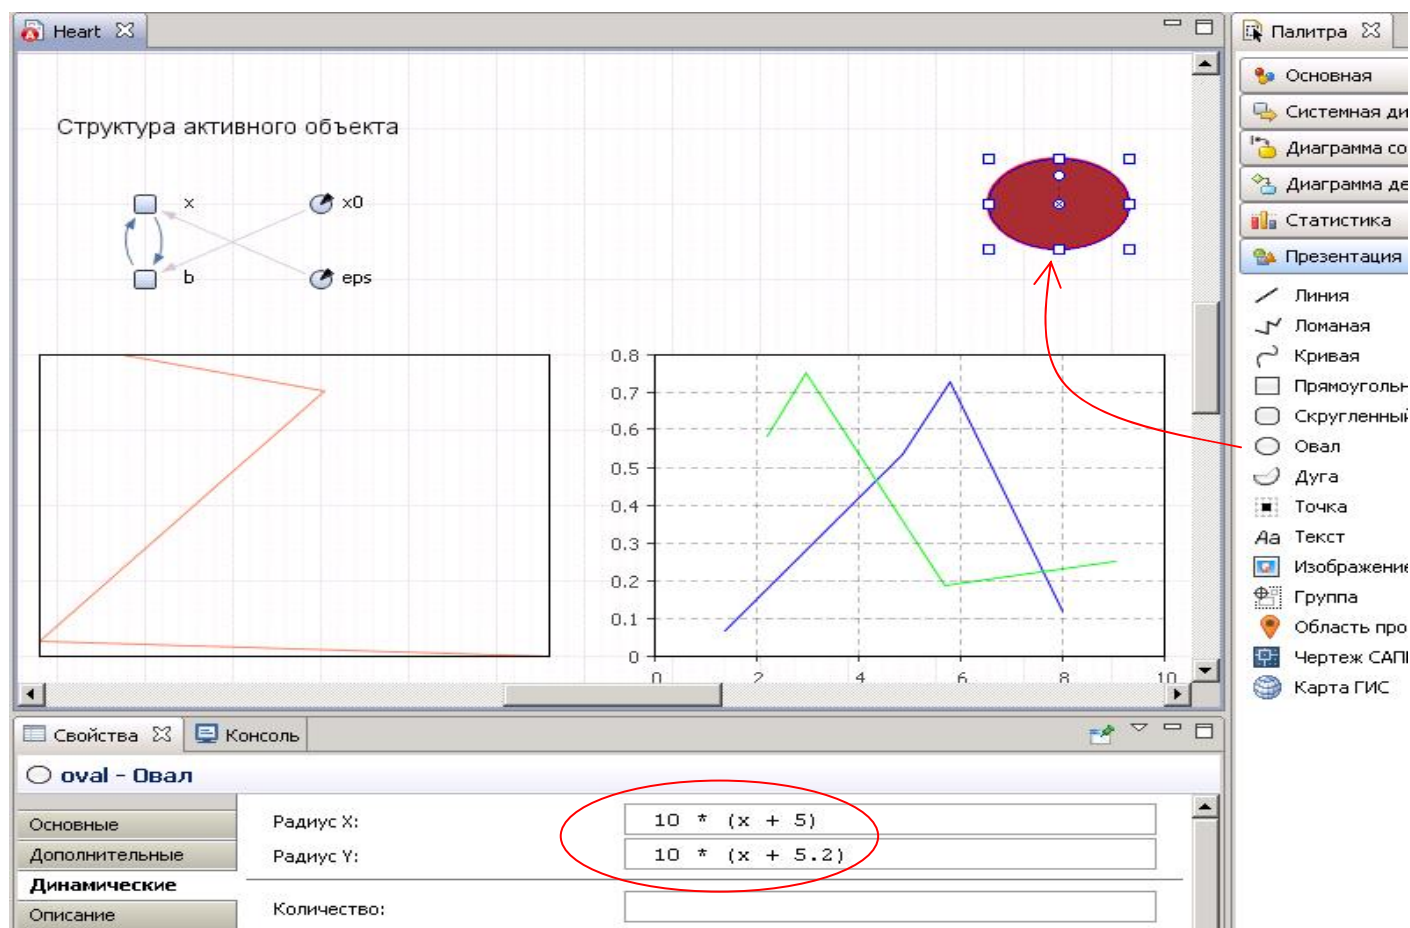 Heart
Структура активного объекта
x
x0
b
eps
0.8
0.7
0.6
0.5
0.4
0.3
0.2
0.1
0
0 2 4 6 8 10
Палитра
Основная
Системная ди
Диаграмма со
Диаграмма де
Статистика
Презентация
Линия
Ломаная
Кривая
Прямоугольн
Скругленный
Овал
Дуга
Точка
Aa Текст
Изображение
Группа
Область про
Чертеж САП
Карта ГИС
Свойства Консоль
oval - Овал
Основные
Дополнительные
Динамические
Описание
Радиус X: 10 * (x + 5)
Радиус Y: 10 * (x + 5.2)
Количество: